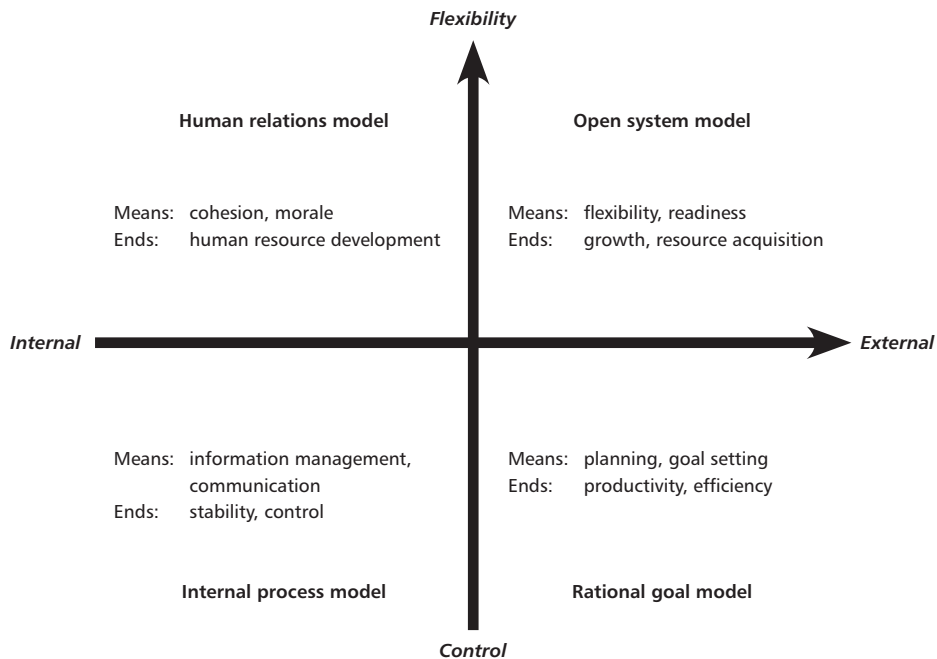 Flexibility
Human relations model
Open system model
Means: cohesion, morale
Ends: human resource development
Means: flexibility, readiness
Ends: growth, resource acquisition
Internal
External
Means: information management,
communication
Ends: stability, control
Means: planning, goal setting
Ends: productivity, efficiency
Internal process model
Rational goal model
Control